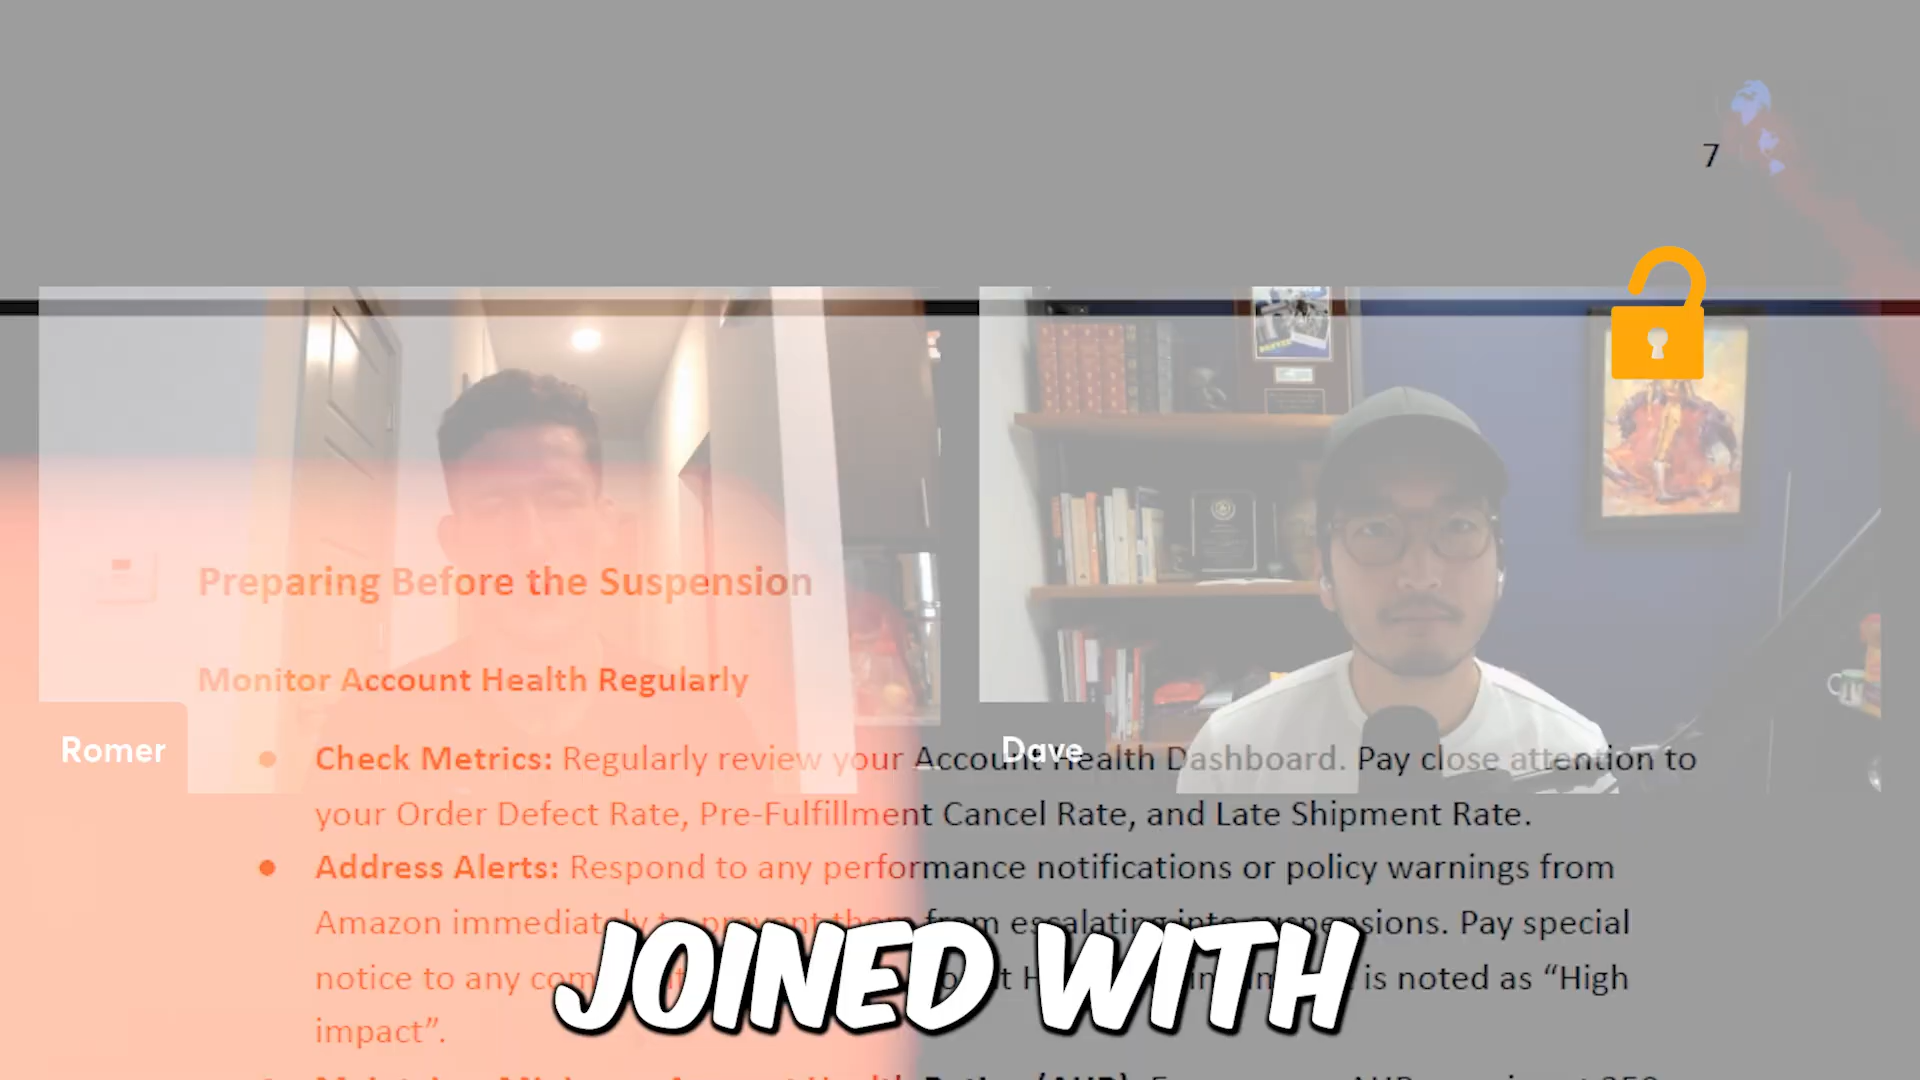 7
Preparing Before the Suspension
Monitor Account Health Regularly
Romer
Dave
Check Metrics: Regularly review your Account Health Dashboard. Pay close attention to
your Order Defect Rate, Pre-Fulfillment Cancel Rate, and Late Shipment Rate.
Address Alerts: Respond to any performance notifications or policy warnings from
Amazon immediately to prevent them from escalating into suspensions. Pay special
notice to any is noted as “High
impact”.
JOINED WITH